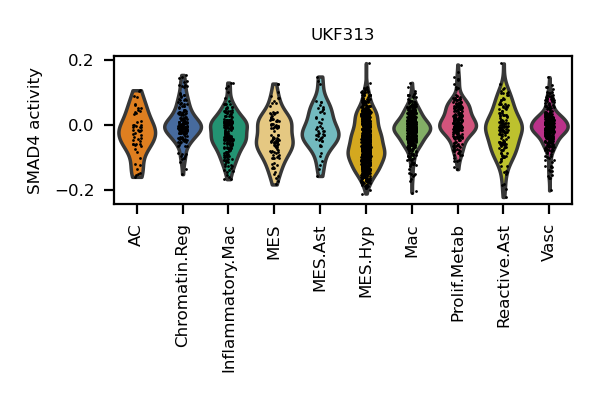 UKF313
SMAD4 activity
0.2
0.0
−0.2
AC
Chromatin.Reg
Inflammatory.Mac
MES
MES.Ast
MES.Hyp
Mac
Prolif.Metab
Reactive.Ast
Vasc